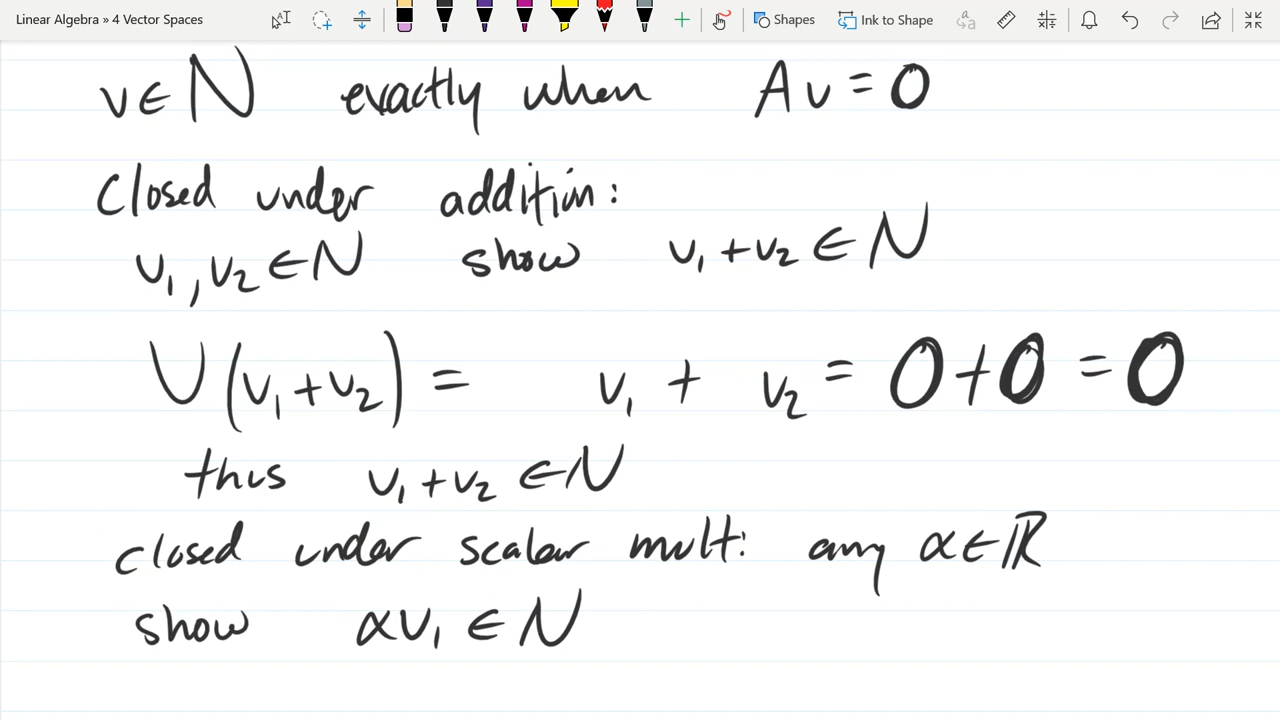 Linear Algebra » 4 Vector Spaces Shapes Ink to Shape
v∈N exactly when Av=0
Closed under addition:
v₁,v₂∈N show v₁+v₂∈N
U(v₁+v₂)= v₁+ v₂=0+0=0
thus v₁+v₂∈N
closed under scalar mult: any α∈ℝ
show αv₁∈N